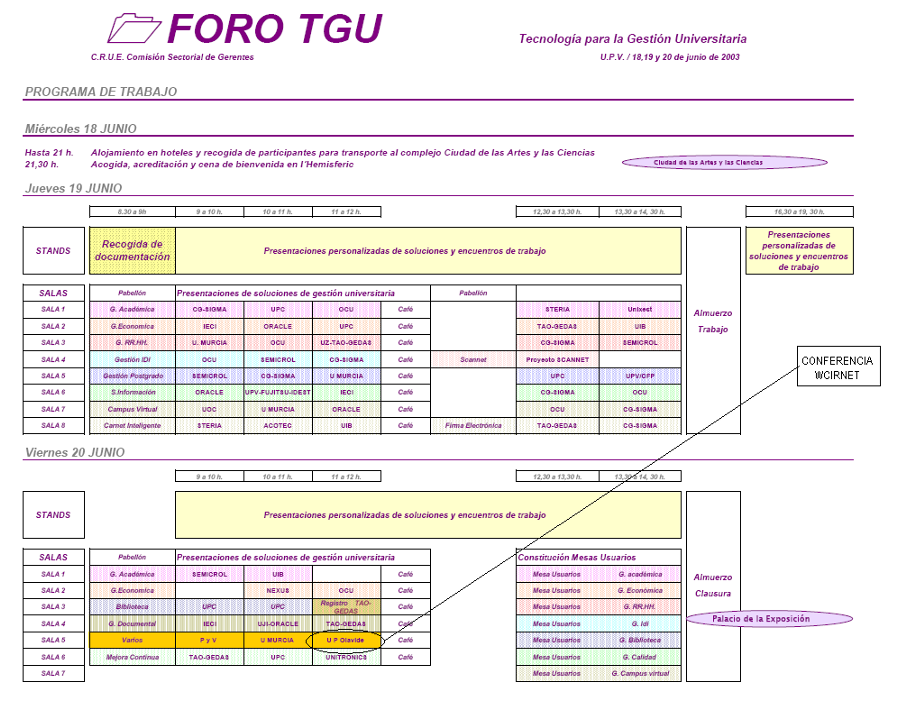 FORO TGU
Tecnología para la Gestión Universitaria
C.R.U.E. Comisión Sectorial de Gerentes
U.P.V. / 18,19 y 20 de junio de 2003
PROGRAMA DE TRABAJO
Miércoles 18 JUNIO
Hasta 21 h. Alojamiento en hoteles y recogida de participantes para transporte al complejo Ciudad de las Artes y las Ciencias
21,30 h. Acogida, acreditación y cena de bienvenida en l'Hemisferic
Ciudad de las Artes y las Ciencias
Jueves 19 JUNIO
8.30 a 9h 9 a 10 h. 10 a 11 h. 11 a 12 h. 12,30 a 13,30 h. 13,30 a 14, 30 h. 16,30 a 19, 30 h.
STANDS
Recogida de
documentación
Presentaciones personalizadas de soluciones y encuentros de trabajo
Presentaciones
personalizadas de
soluciones y encuentros
de trabajo
SALAS Pabellón Presentaciones de soluciones de gestión universitaria Pabellón
SALA 1 G. Académica CG-SIGMA UPC OCU Café STERIA Unixest
SALA 2 G.Economica IECI ORACLE UPC Café TAO-GEDAS UIB
SALA 3 G. RR.HH. U. MURCIA OCU UZ-TAO-GEDAS Café CG-SIGMA SEMICROL
SALA 4 Gestión IDI OCU SEMICROL CG-SIGMA Café Scannet Proyecto SCANNET
SALA 5 Gestión Postgrado SEMICROL CG-SIGMA U MURCIA Café UPC UPV/CFP
SALA 6 S.Información ORACLE UPV-FUJITSU-IDEST IECI Café CG-SIGMA OCU
SALA 7 Campus Virtual UOC U MURCIA ORACLE Café OCU CG-SIGMA
SALA 8 Carnet Inteligente STERIA ACOTEC UIB Café Firma Electrónica TAO-GEDAS CG-SIGMA
Almuerzo
Trabajo
CONFERENCIA
WCIRNET
Viernes 20 JUNIO
9 a 10 h. 10 a 11 h. 11 a 12 h. 12,30 a 13,30 h. 13,30 a 14, 30 h.
STANDS
Presentaciones personalizadas de soluciones y encuentros de trabajo
SALAS Pabellón Presentaciones de soluciones de gestión universitaria Constitución Mesas Usuarios
SALA 1 G. Académica SEMICROL UIB Café Mesa Usuarios G. académica
SALA 2 G.Economica NEXUS OCU Café Mesa Usuarios G. Económica
SALA 3 Biblioteca UPC UPC Registro TAO-
GEDAS Café Mesa Usuarios G. RR.HH.
SALA 4 G. Documental IECI UJI-ORACLE TAO-GEDAS Café Mesa Usuarios G. Idi
SALA 5 Varios P y V U MURCIA U P Olavide Café Mesa Usuarios G. Biblioteca
SALA 6 Mejora Continua TAO-GEDAS UPC UNITRONICS Café Mesa Usuarios G. Calidad
SALA 7 Mesa Usuarios G. Campus virtual
Almuerzo
Clausura
Palacio de la Exposición